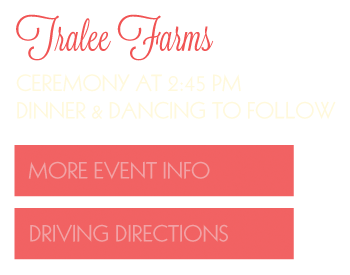 Tralee Farms
CEREMONY AT 2:45 PM
DINNER & DANCING TO FOLLOW
MORE EVENT INFO
DRIVING DIRECTIONS